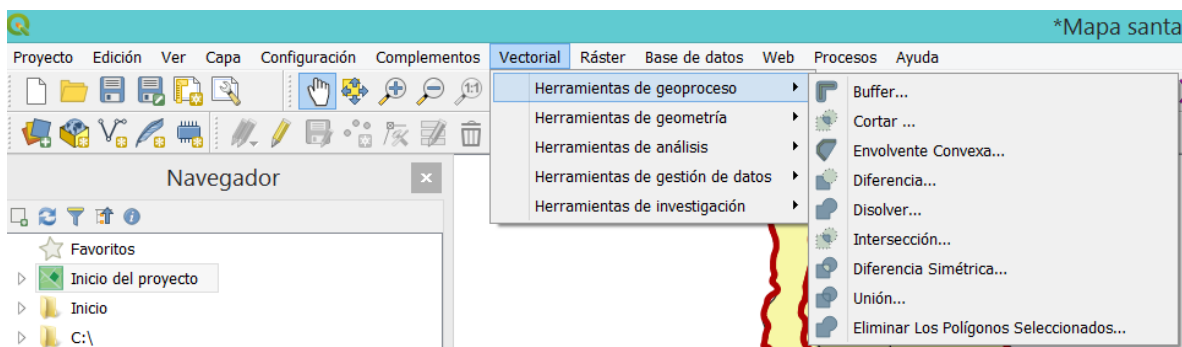 *Mapa santa
Proyecto Edición Ver Capa Configuración Complementos Vectorial Ráster Base de datos Web Procesos Ayuda
Herramientas de geoproceso
Herramientas de geometría
Herramientas de análisis
Herramientas de gestión de datos
Herramientas de investigación
Buffer...
Cortar ...
Envolvente Convexa...
Diferencia...
Disolver...
Intersección...
Diferencia Simétrica...
Unión...
Eliminar Los Polígonos Seleccionados...
1:1
Navegador
Favoritos
Inicio del proyecto
Inicio
C:\